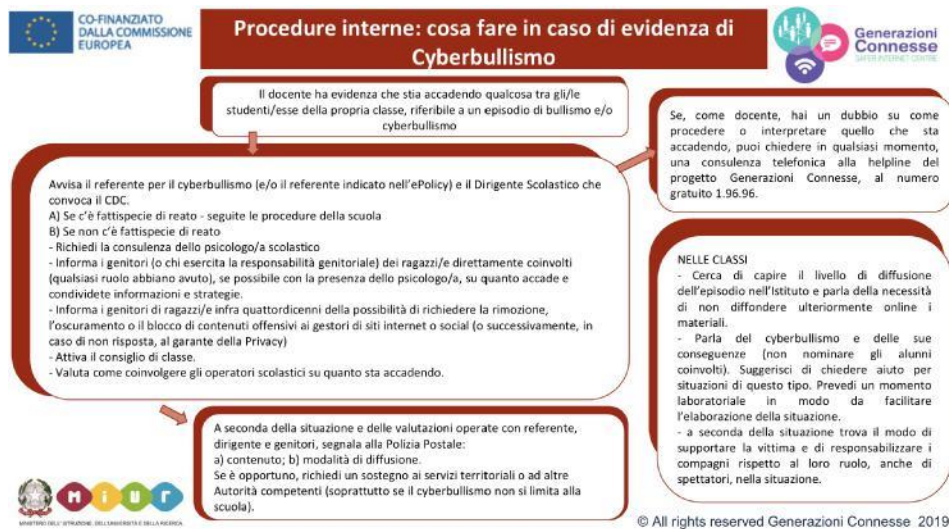 CO-FINANZIATO
DALLA COMMISSIONE
EUROPEA
Procedure interne: cosa fare in caso di evidenza di
Cyberbullismo
Generazioni
Connesse
SAFER INTERNET CENTRE
Il docente ha evidenza che stia accadendo qualcosa tra gli/le
studenti/esse della propria classe, riferibile a un episodio di bullismo e/o
cyberbullismo
Se, come docente, hai un dubbio su come
procedere o interpretare quello che sta
accadendo, puoi chiedere in qualsiasi momento,
una consulenza telefonica alla helpline del
progetto Generazioni Connesse, al numero
gratuito 1.96.96.
Avvisa il referente per il cyberbullismo (e/o il referente indicato nell'ePolicy) e il Dirigente Scolastico che
convoca il CDC.
A) Se c'è fattispecie di reato - seguite le procedure della scuola
B) Se non c'è fattispecie di reato
- Richiedi la consulenza dello psicologo/a scolastico
- Informa i genitori (o chi esercita la responsabilità genitoriale) dei ragazzi/e direttamente coinvolti
(qualsiasi ruolo abbiano avuto), se possibile con la presenza dello psicologo/a, su quanto accade e
condividete informazioni e strategie.
- Informa i genitori di ragazzi/e infra quattordicenni della possibilità di richiedere la rimozione,
l'oscuramento o il blocco di contenuti offensivi ai gestori di siti internet o social (o successivamente, in
caso di non risposta, al garante della Privacy)
- Attiva il consiglio di classe.
- Valuta come coinvolgere gli operatori scolastici su quanto sta accadendo.
NELLE CLASSI
- Cerca di capire il livello di diffusione
dell'episodio nell'Istituto e parla della necessità
di non diffondere ulteriormente online i
materiali.
- Parla del cyberbullismo e delle sue
conseguenze (non nominare gli alunni
coinvolti). Suggerisci di chiedere aiuto per
situazioni di questo tipo. Prevedi un momento
laboratoriale in modo da facilitare
l'elaborazione della situazione.
- a seconda della situazione trova il modo di
supportare la vittima e di responsabilizzare i
compagni rispetto al loro ruolo, anche di
spettatori, nella situazione.
A seconda della situazione e delle valutazioni operate con referente,
dirigente e genitori, segnala alla Polizia Postale:
a) contenuto; b) modalità di diffusione.
Se è opportuno, richiedi un sostegno ai servizi territoriali o ad altre
Autorità competenti (soprattutto se il cyberbullismo non si limita alla
scuola).
miur
MINISTERO DELL'ISTRUZIONE, DELL'UNIVERSITÀ E DELLA RICERCA
© All rights reserved Generazioni Connesse 2019